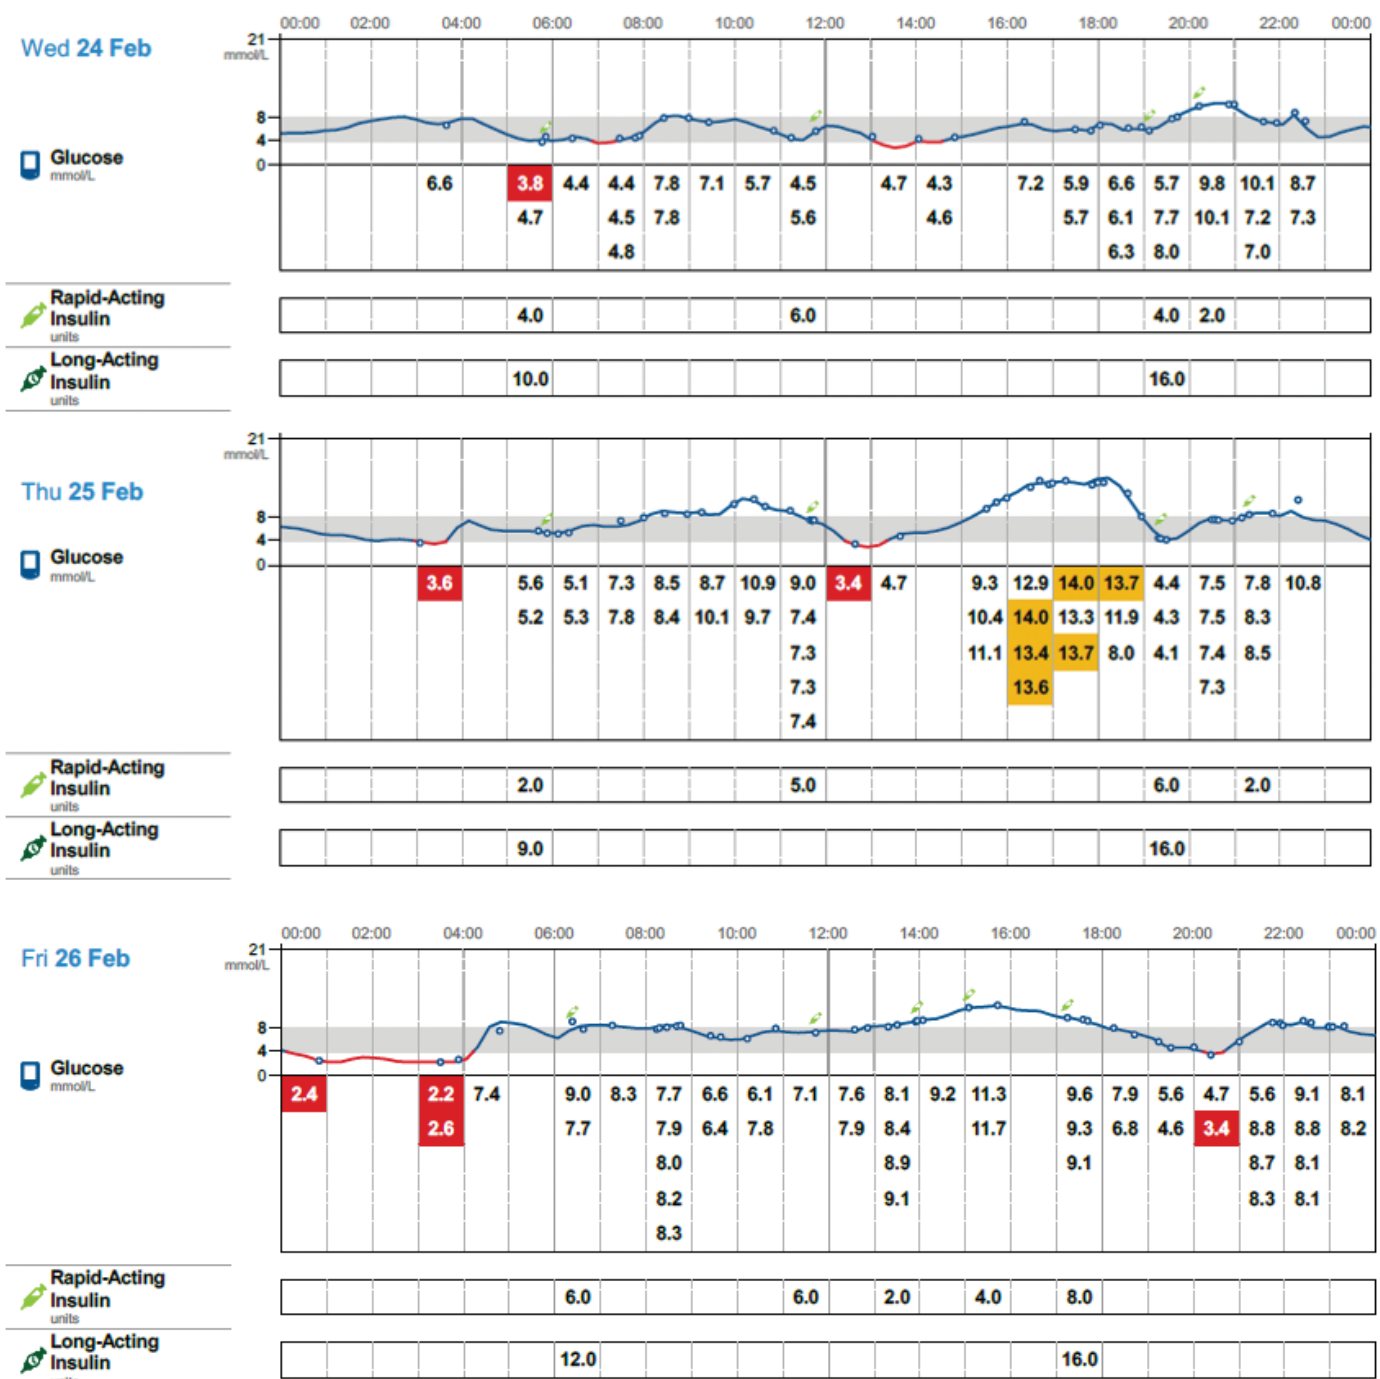 00:00 02:00 04:00 06:00 08:00 10:00 12:00 14:00 16:00 18:00 20:00 22:00 00:00
Wed 24 Feb
21
mmol/L
8
4
0
Glucose
mmol/L
6.6 3.8 4.4 4.4 7.8 7.1 5.7 4.5 4.7 4.3 7.2 5.9 6.6 5.7 9.8 10.1 8.7
4.7 4.5 7.8 5.6 4.6 5.7 6.1 7.7 10.1 7.2 7.3
4.8 6.3 8.0 7.0
Rapid-Acting
Insulin
units
4.0 6.0 4.0 2.0
Long-Acting
Insulin
units
10.0 16.0
Thu 25 Feb
21
mmol/L
8
4
0
Glucose
mmol/L
3.6 5.6 5.1 7.3 8.5 8.7 10.9 9.0 3.4 4.7 9.3 12.9 14.0 13.7 4.4 7.5 7.8 10.8
5.2 5.3 7.8 8.4 10.1 9.7 7.4 10.4 14.0 13.3 11.9 4.3 7.5 8.3
7.3 11.1 13.4 13.7 8.0 4.1 7.4 8.5
7.3 13.6 7.3
7.4
Rapid-Acting
Insulin
units
2.0 5.0 6.0 2.0
Long-Acting
Insulin
units
9.0 16.0
00:00 02:00 04:00 06:00 08:00 10:00 12:00 14:00 16:00 18:00 20:00 22:00 00:00
Fri 26 Feb
21
mmol/L
8
4
0
Glucose
mmol/L
2.4 2.2 7.4 9.0 8.3 7.7 6.6 6.1 7.1 7.6 8.1 9.2 11.3 9.6 7.9 5.6 4.7 5.6 9.1 8.1
2.6 7.7 7.9 6.4 7.8 7.9 8.4 11.7 9.3 6.8 4.6 3.4 8.8 8.8 8.2
8.0 8.9 9.1 8.7 8.1
8.2 9.1 8.3 8.1
8.3
Rapid-Acting
Insulin
units
6.0 6.0 2.0 4.0 8.0
Long-Acting
Insulin
12.0 16.0